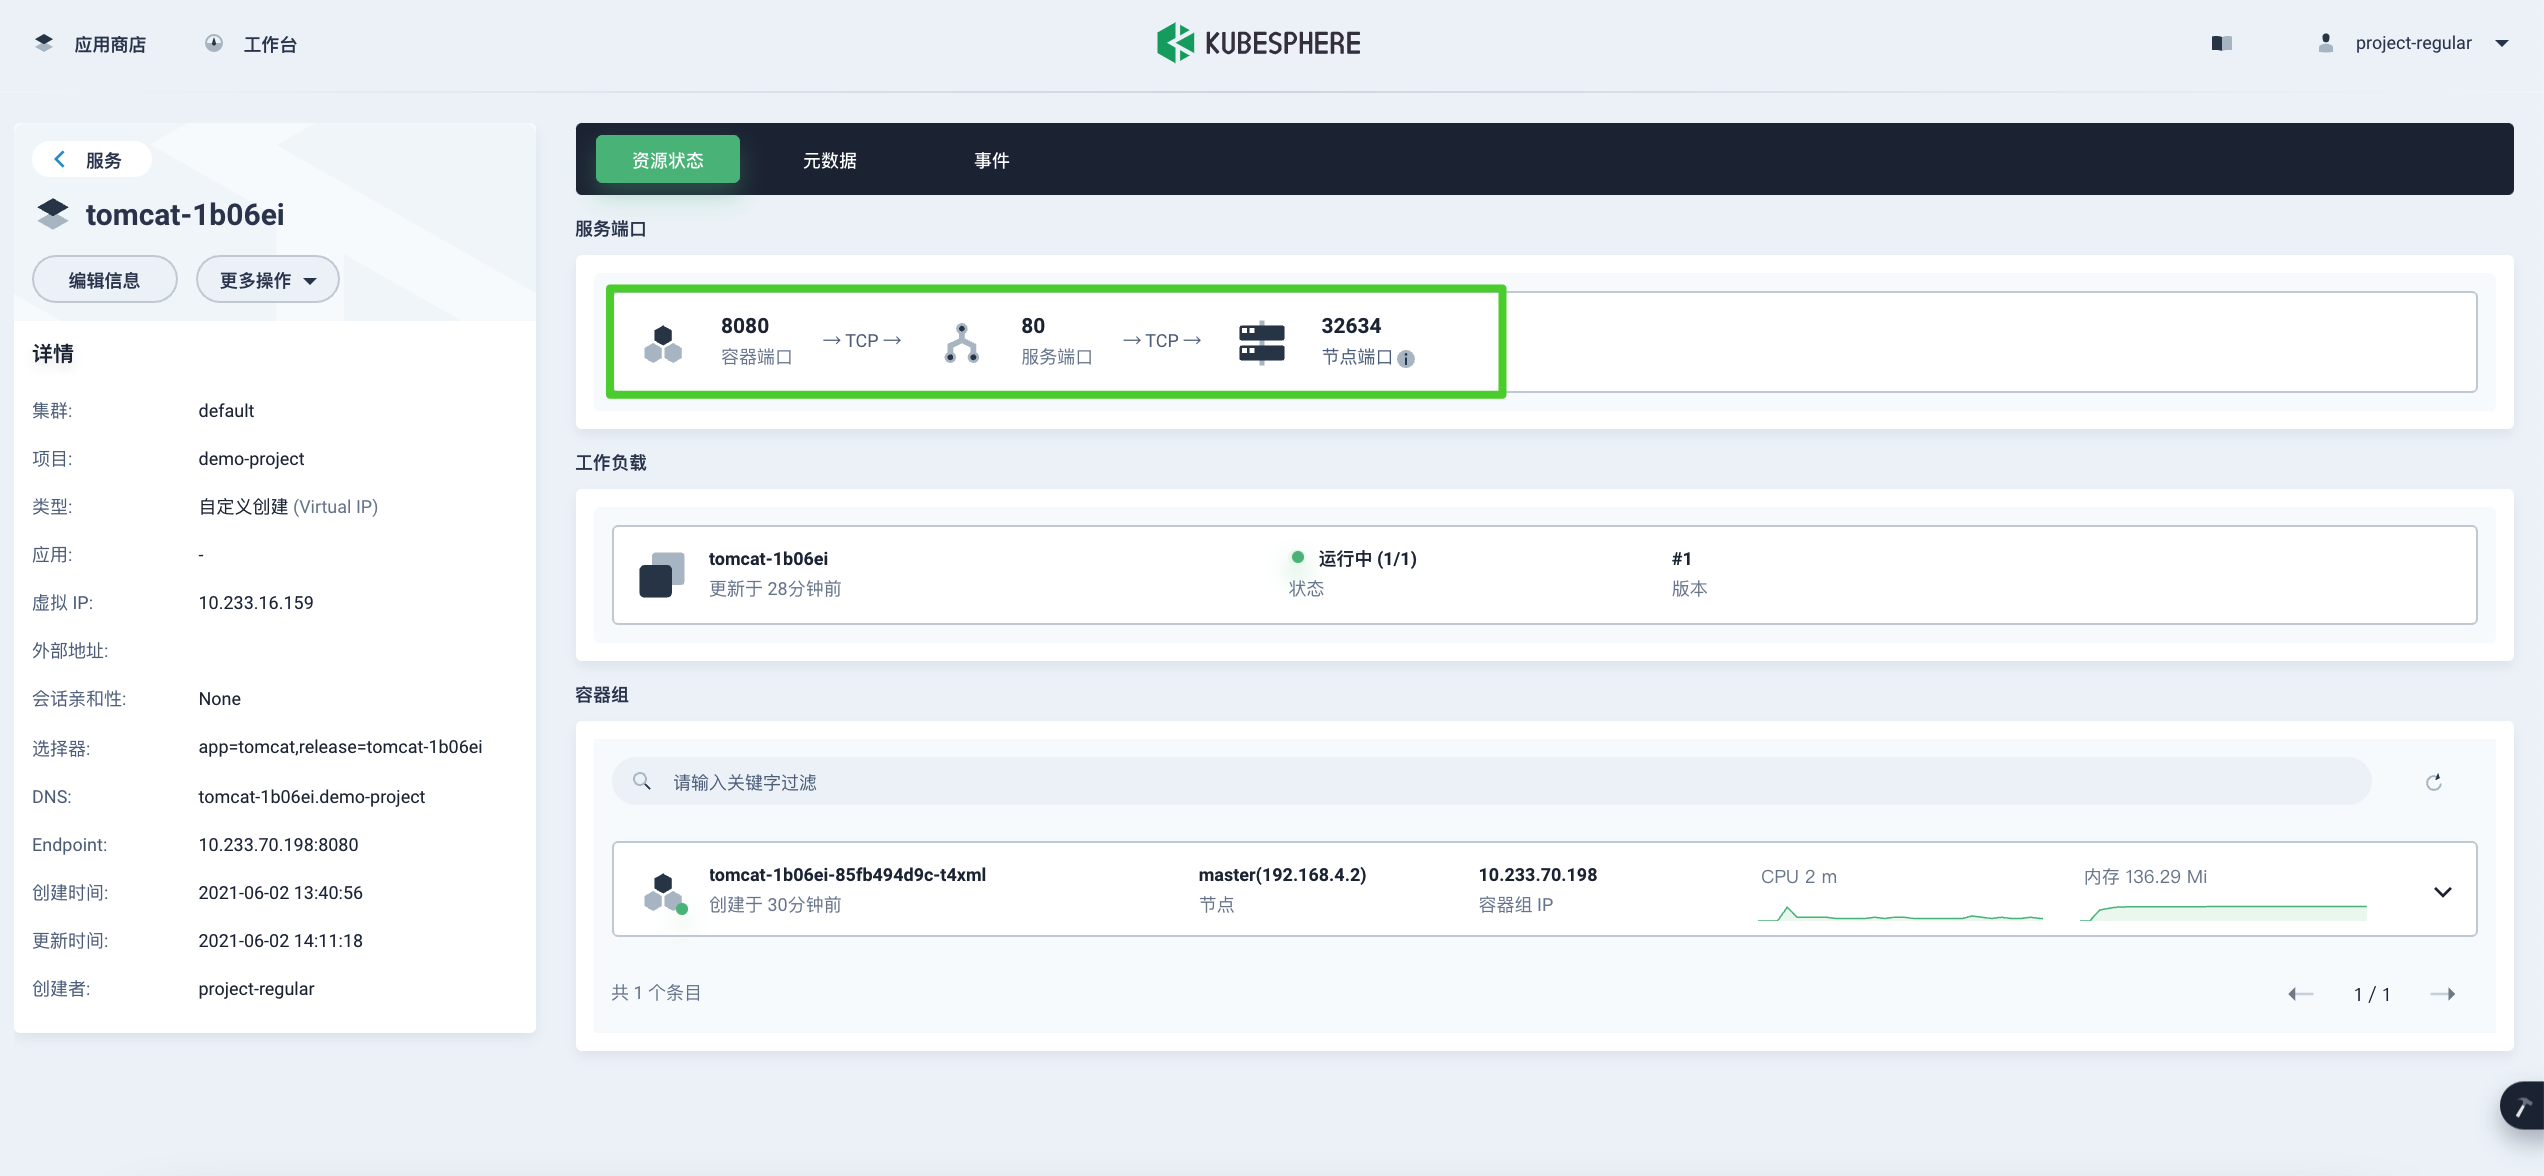 应用商店
工作台
KUBESPHERE
project-regular
服务
tomcat-1b06ei
编辑信息
更多操作
详情
集群: default
项目: demo-project
类型: 自定义创建 (Virtual IP)
应用: -
虚拟 IP: 10.233.16.159
外部地址:
会话亲和性: None
选择器: app=tomcat,release=tomcat-1b06ei
DNS: tomcat-1b06ei.demo-project
Endpoint: 10.233.70.198:8080
创建时间: 2021-06-02 13:40:56
更新时间: 2021-06-02 14:11:18
创建者: project-regular
资源状态
元数据
事件
服务端口
8080
容器端口
→ TCP →
80
服务端口
→ TCP →
32634
节点端口
工作负载
tomcat-1b06ei
更新于 28分钟前
运行中 (1/1)
状态
#1
版本
容器组
请输入关键字过滤
tomcat-1b06ei-85fb494d9c-t4xml
创建于 30分钟前
master(192.168.4.2)
节点
10.233.70.198
容器组 IP
CPU 2 m
内存 136.29 Mi
共 1 个条目
1 / 1